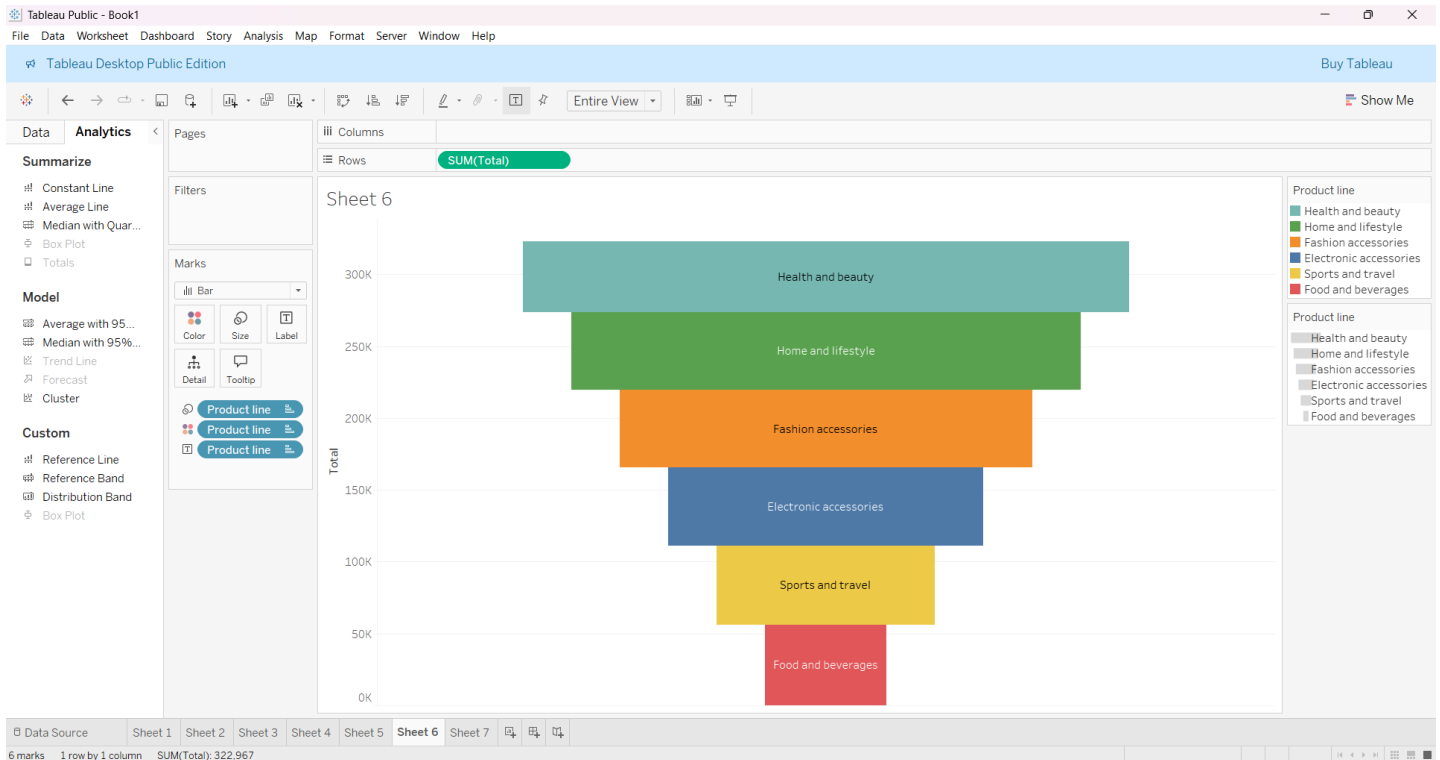 Tableau Public - Book1
File Data Worksheet Dashboard Story Analysis Map Format Server Window Help
Tableau Desktop Public Edition
Buy Tableau
Entire View
Show Me
Data Analytics
Summarize
Constant Line
Average Line
Median with Quar...
Box Plot
Totals
Model
Average with 95...
Median with 95%...
Trend Line
Forecast
Cluster
Custom
Reference Line
Reference Band
Distribution Band
Box Plot
Pages
Filters
Marks
Bar
Color Size Label
Detail Tooltip
Product line
Product line
Product line
Columns
Rows SUM(Total)
Sheet 6
Total
300K
250K
200K
150K
100K
50K
0K
Health and beauty
Home and lifestyle
Fashion accessories
Electronic accessories
Sports and travel
Food and beverages
Product line
Health and beauty
Home and lifestyle
Fashion accessories
Electronic accessories
Sports and travel
Food and beverages
Product line
Health and beauty
Home and lifestyle
Fashion accessories
Electronic accessories
Sports and travel
Food and beverages
Data Source Sheet 1 Sheet 2 Sheet 3 Sheet 4 Sheet 5 Sheet 6 Sheet 7
6 marks 1 row by 1 column SUM(Total): 322,967